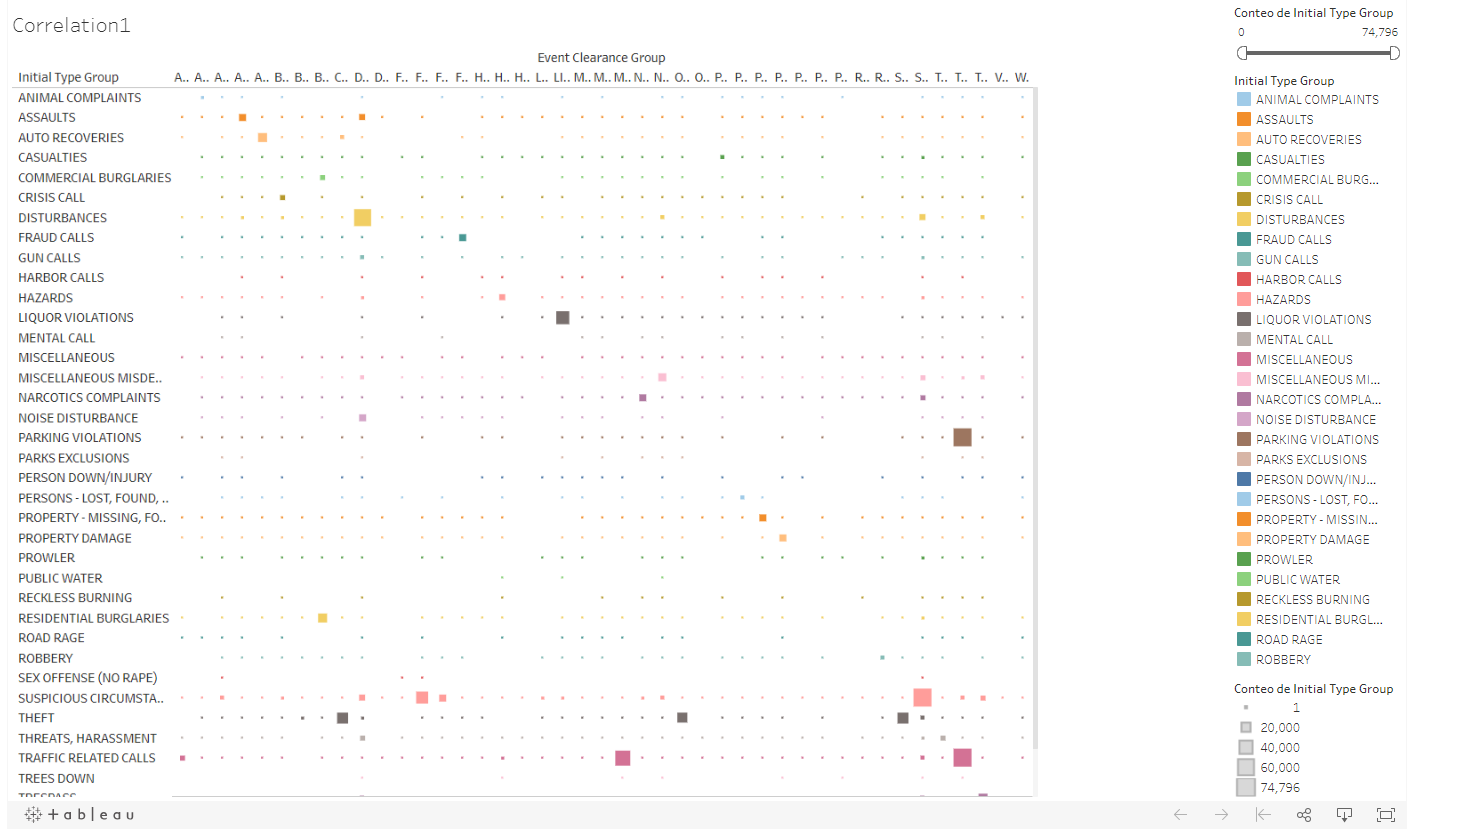 Correlation1
Event Clearance Group
Initial Type Group A.. A.. A.. A.. A.. B.. B.. B.. C.. D.. D.. F.. F.. F.. F.. H.. H.. H.. L.. LI.. M.. M.. M.. N.. N.. O.. O.. P.. P.. P.. P.. P.. P.. P.. R.. R.. S.. S.. T.. T.. T.. V.. W.
ANIMAL COMPLAINTS
ASSAULTS
AUTO RECOVERIES
CASUALTIES
COMMERCIAL BURGLARIES
CRISIS CALL
DISTURBANCES
FRAUD CALLS
GUN CALLS
HARBOR CALLS
HAZARDS
LIQUOR VIOLATIONS
MENTAL CALL
MISCELLANEOUS
MISCELLANEOUS MISDE..
NARCOTICS COMPLAINTS
NOISE DISTURBANCE
PARKING VIOLATIONS
PARKS EXCLUSIONS
PERSON DOWN/INJURY
PERSONS - LOST, FOUND, ..
PROPERTY - MISSING, FO..
PROPERTY DAMAGE
PROWLER
PUBLIC WATER
RECKLESS BURNING
RESIDENTIAL BURGLARIES
ROAD RAGE
ROBBERY
SEX OFFENSE (NO RAPE)
SUSPICIOUS CIRCUMSTA..
THEFT
THREATS, HARASSMENT
TRAFFIC RELATED CALLS
TREES DOWN
TRESPASS
Conteo de Initial Type Group
0 74,796
Initial Type Group
ANIMAL COMPLAINTS
ASSAULTS
AUTO RECOVERIES
CASUALTIES
COMMERCIAL BURG...
CRISIS CALL
DISTURBANCES
FRAUD CALLS
GUN CALLS
HARBOR CALLS
HAZARDS
LIQUOR VIOLATIONS
MENTAL CALL
MISCELLANEOUS
MISCELLANEOUS MI...
NARCOTICS COMPLA...
NOISE DISTURBANCE
PARKING VIOLATIONS
PARKS EXCLUSIONS
PERSON DOWN/INJ...
PERSONS - LOST, FO...
PROPERTY - MISSIN...
PROPERTY DAMAGE
PROWLER
PUBLIC WATER
RECKLESS BURNING
RESIDENTIAL BURGL...
ROAD RAGE
ROBBERY
Conteo de Initial Type Group
1
20,000
40,000
60,000
74,796
+ableau